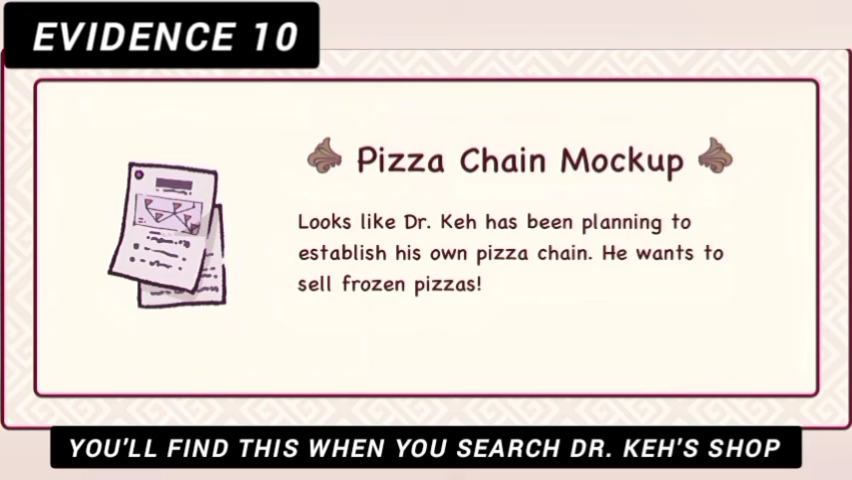 EVIDENCE 10
Pizza Chain Mockup
Looks like Dr. Keh has been planning to
establish his own pizza chain. He wants to
sell frozen pizzas!
YOU'LL FIND THIS WHEN YOU SEARCH DR. KEH'S SHOP